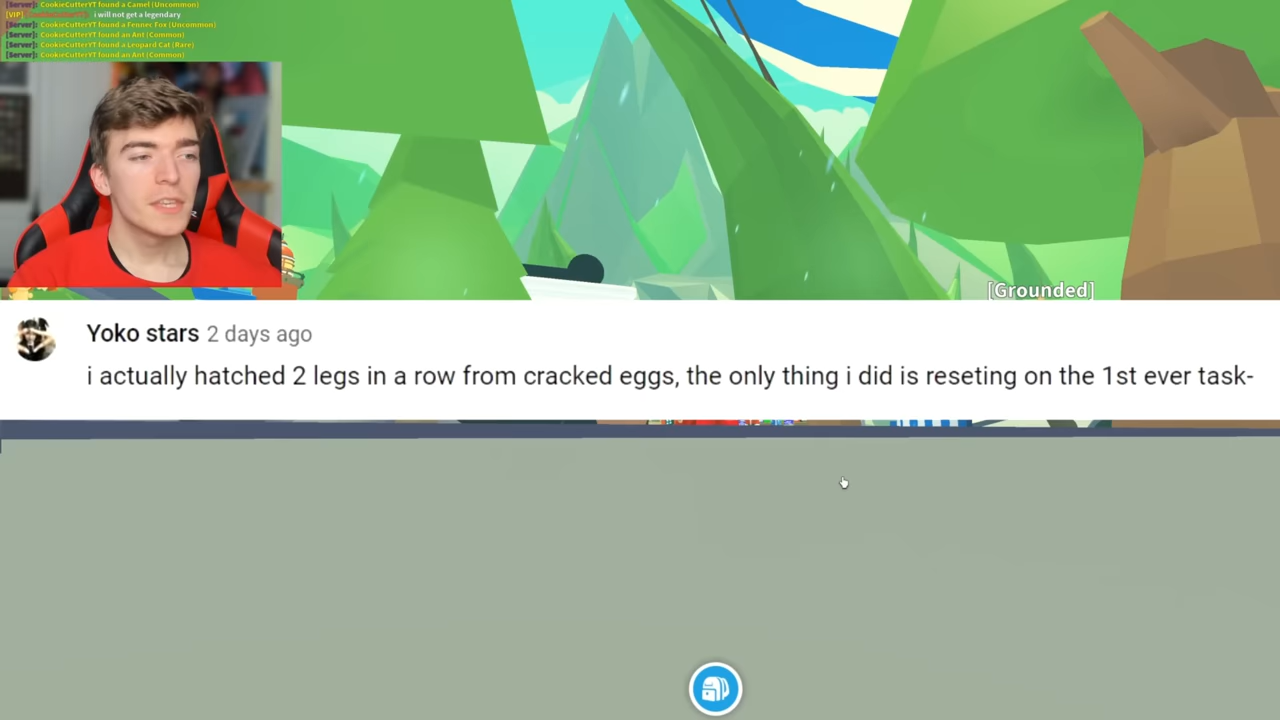 [Server]: CookieCutterYT found a Camel (Uncommon)
i will not get a legendary
[Server]: CookieCutterYT found a Fennec Fox (Uncommon)
[Server]: CookieCutterYT found an Ant (Common)
[Server]: CookieCutterYT found a Leopard Cat (Rare)
[Server]: CookieCutterYT found an Ant (Common)
[Grounded]
Yoko stars 2 days ago
i actually hatched 2 legs in a row from cracked eggs, the only thing i did is reseting on the 1st ever task-